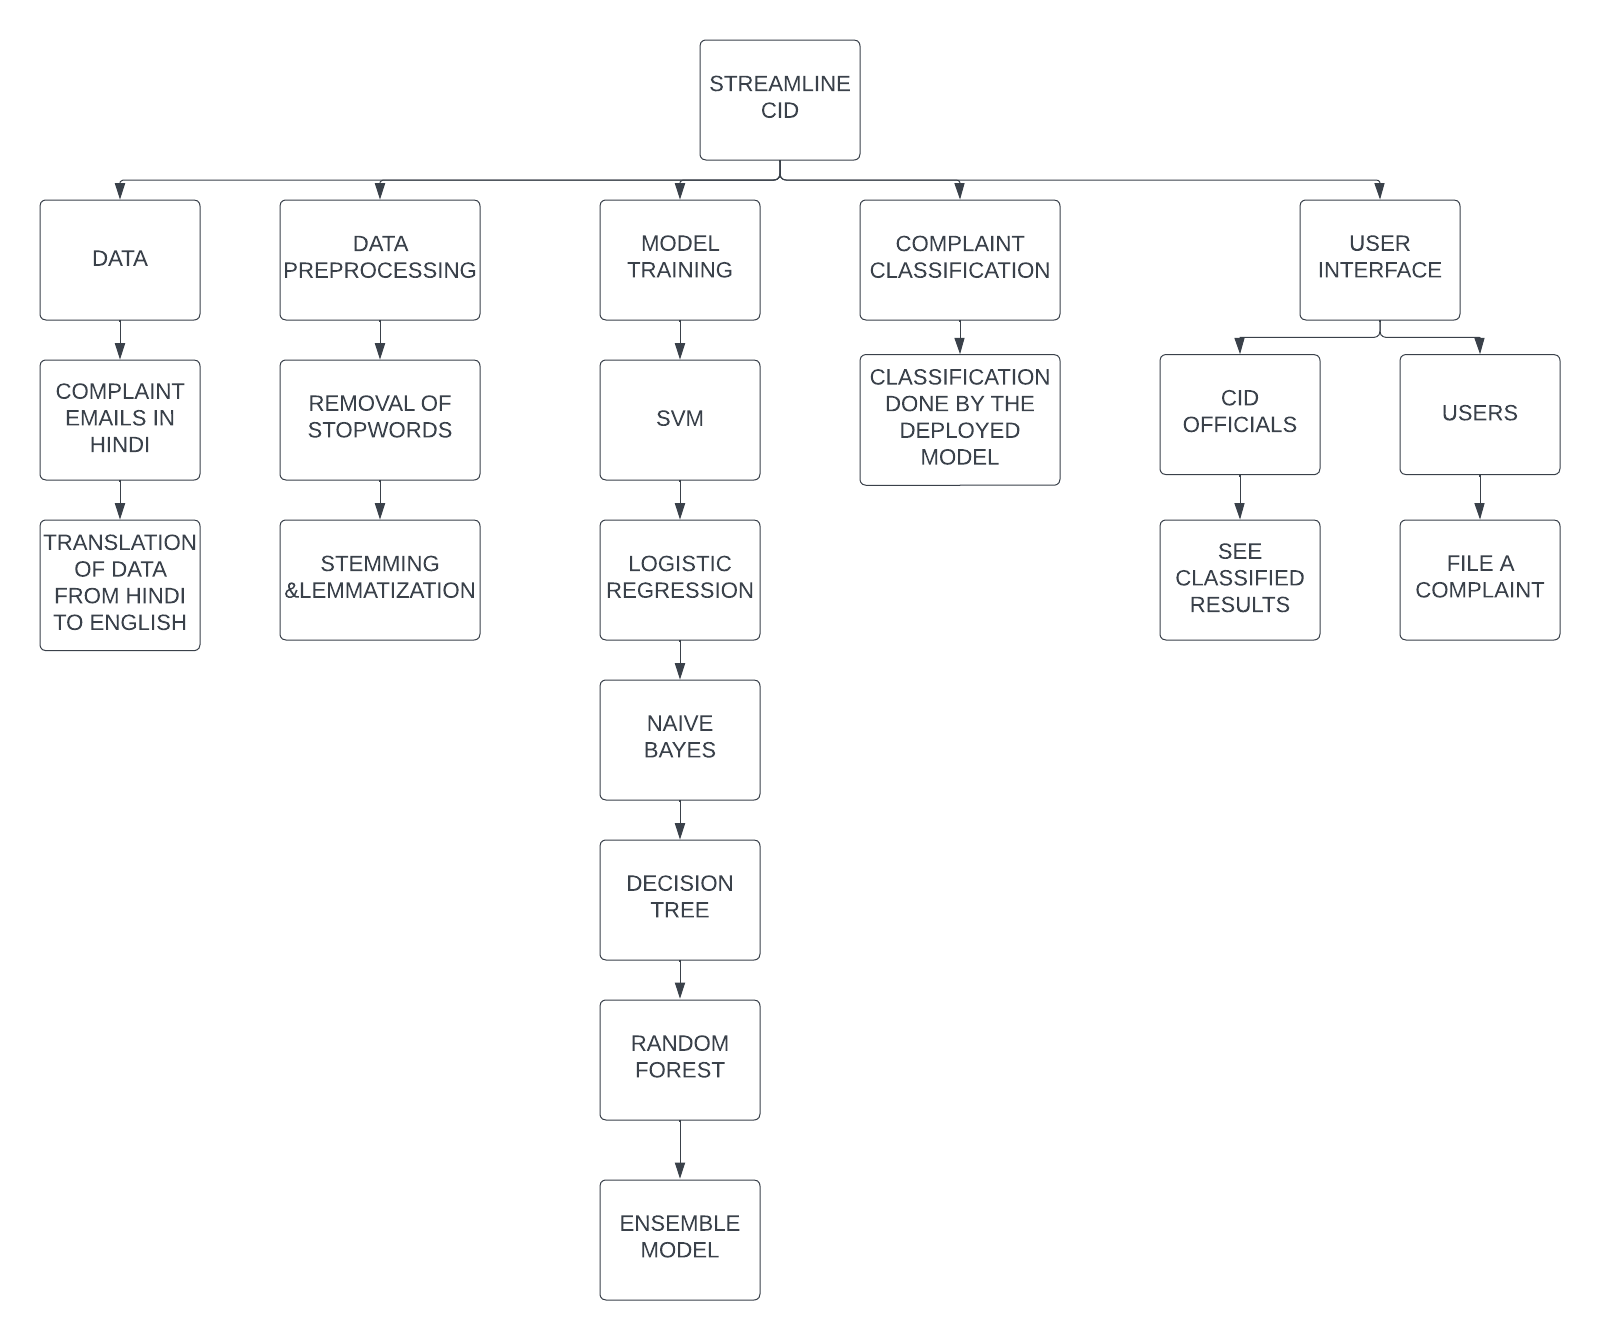 STREAMLINE
CID
DATA
DATA
PREPROCESSING
MODEL
TRAINING
COMPLAINT
CLASSIFICATION
USER
INTERFACE
COMPLAINT
EMAILS IN
HINDI
REMOVAL OF
STOPWORDS
SVM
CLASSIFICATION
DONE BY THE
DEPLOYED
MODEL
CID
OFFICIALS
USERS
TRANSLATION
OF DATA
FROM HINDI
TO ENGLISH
STEMMING
&LEMMATIZATION
LOGISTIC
REGRESSION
SEE
CLASSIFIED
RESULTS
FILE A
COMPLAINT
NAIVE
BAYES
DECISION
TREE
RANDOM
FOREST
ENSEMBLE
MODEL